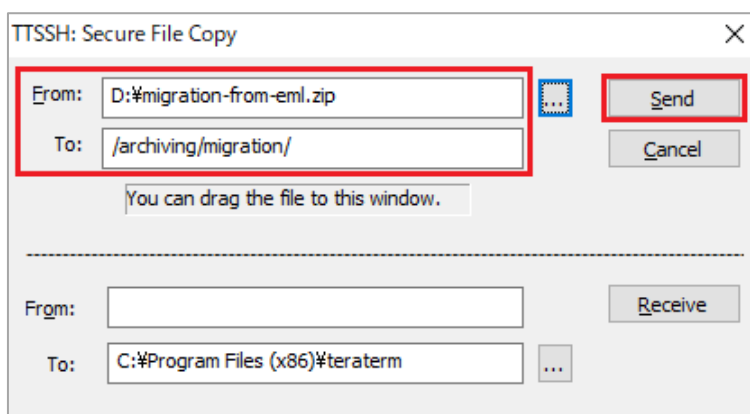 TTSSH: Secure File Copy
From: D:¥migration-from-eml.zip ... Send
To: /archiving/migration/ Cancel
You can drag the file to this window.
From: Receive
To: C:¥Program Files (x86)¥teraterm ...